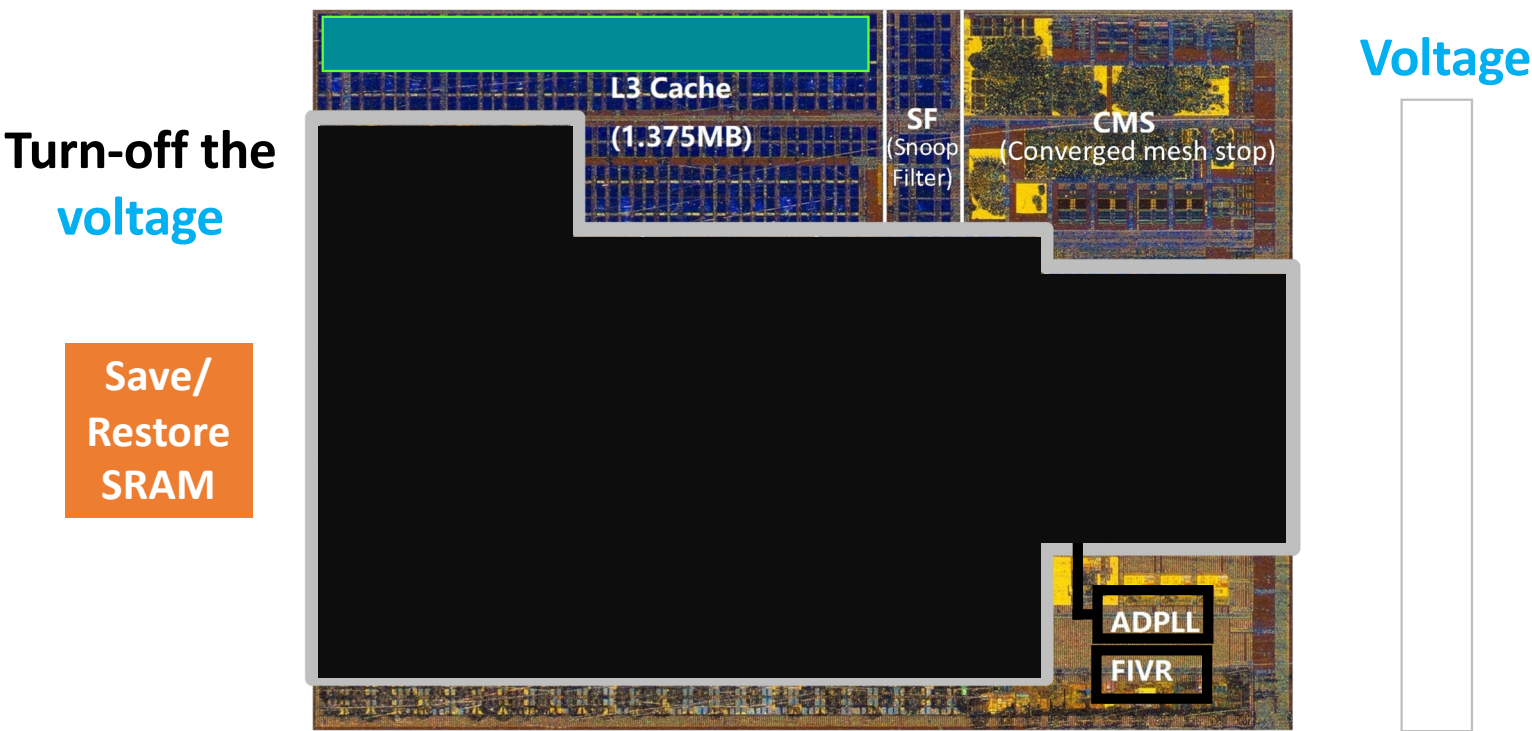 Turn-off the
voltage
Save/
Restore
SRAM
L3 Cache
(1.375MB)
SF
(Snoop
Filter)
CMS
(Converged mesh stop)
ADPLL
FIVR
Voltage